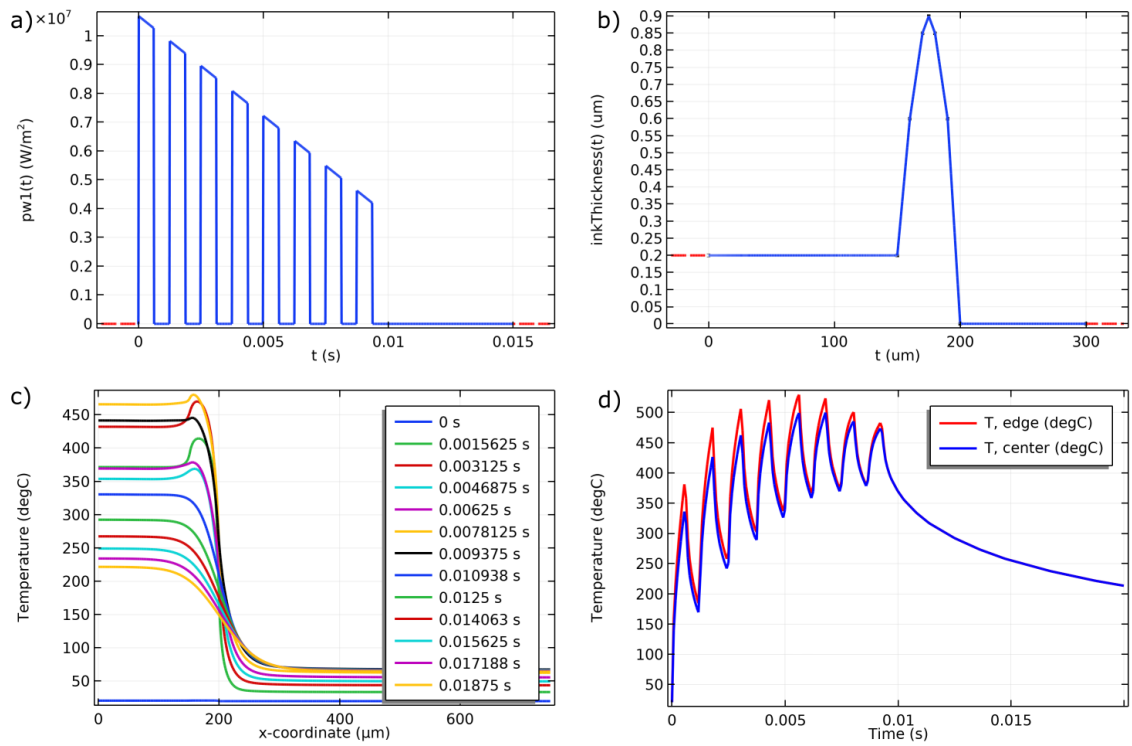 a)
×10⁷
1
0.9
0.8
0.7
0.6
0.5
0.4
0.3
0.2
0.1
0
pw1(t) (W/m²)
0
0.005
0.01
0.015
t (s)
b)
0.9
0.85
0.8
0.75
0.7
0.65
0.6
0.55
0.5
0.45
0.4
0.35
0.3
0.25
0.2
0.15
0.1
0.05
0
inkThickness(t) (um)
0
100
200
300
t (um)
c)
450
400
350
300
250
200
150
100
50
Temperature (degC)
0
200
400
600
x-coordinate (µm)
0 s
0.0015625 s
0.003125 s
0.0046875 s
0.00625 s
0.0078125 s
0.009375 s
0.010938 s
0.0125 s
0.014063 s
0.015625 s
0.017188 s
0.01875 s
d)
500
450
400
350
300
250
200
150
100
50
Temperature (degC)
0
0.005
0.01
0.015
Time (s)
T, edge (degC)
T, center (degC)